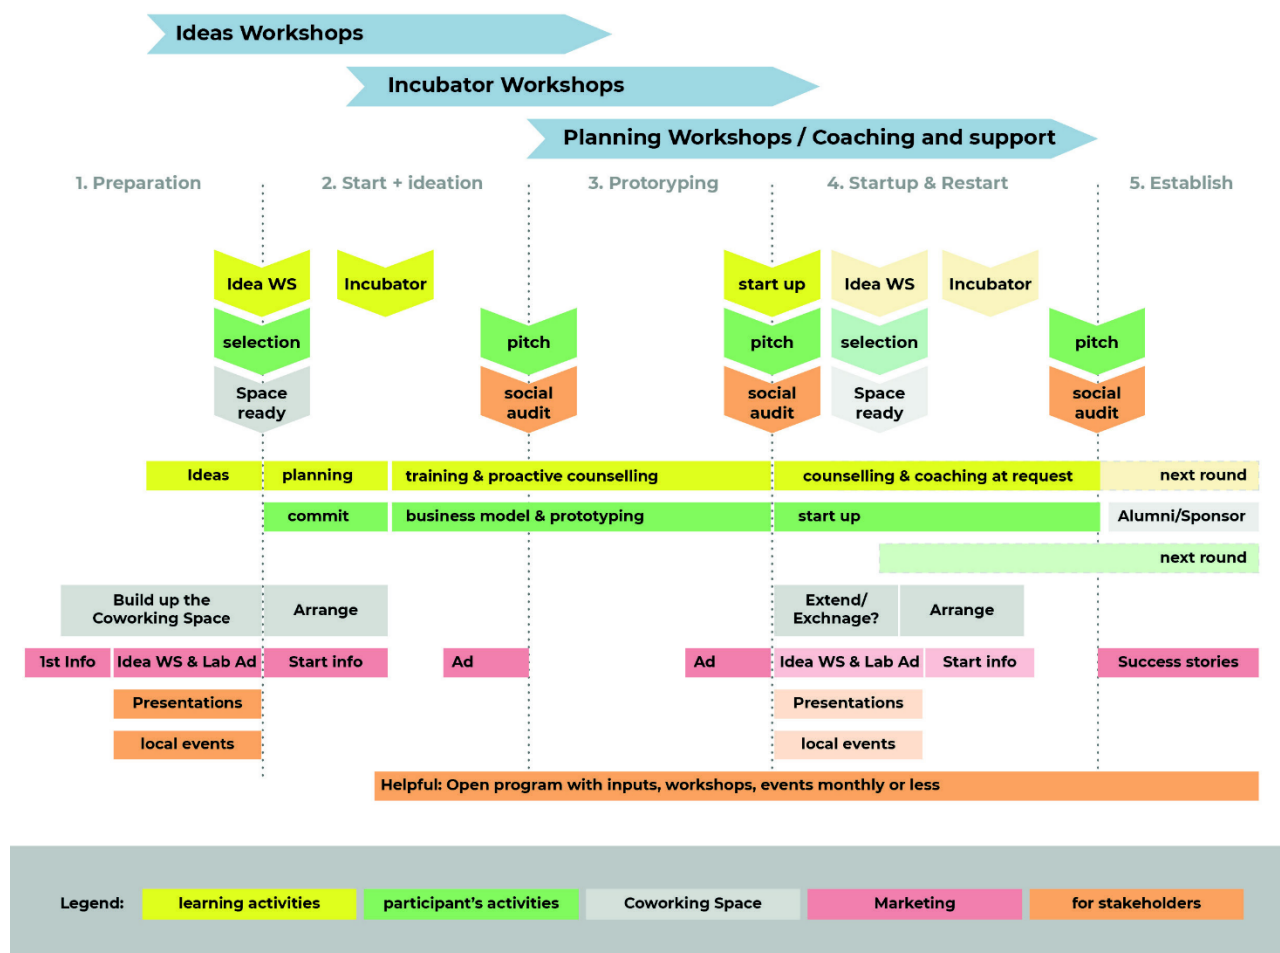 Ideas Workshops
Incubator Workshops
Planning Workshops / Coaching and support
1. Preparation
2. Start + ideation
3. Protoryping
4. Startup & Restart
5. Establish
Idea WS
Incubator
start up
Idea WS
Incubator
selection
pitch
pitch
selection
pitch
Space
ready
social
audit
social
audit
Space
ready
social
audit
Ideas
planning
training & proactive counselling
counselling & coaching at request
next round
commit
business model & prototyping
start up
Alumni/Sponsor
next round
Build up the
Coworking Space
Arrange
Extend/
Exchnage?
Arrange
1st Info
Idea WS & Lab Ad
Start info
Ad
Ad
Idea WS & Lab Ad
Start info
Success stories
Presentations
Presentations
local events
local events
Helpful: Open program with inputs, workshops, events monthly or less
Legend:
learning activities
participant's activities
Coworking Space
Marketing
for stakeholders